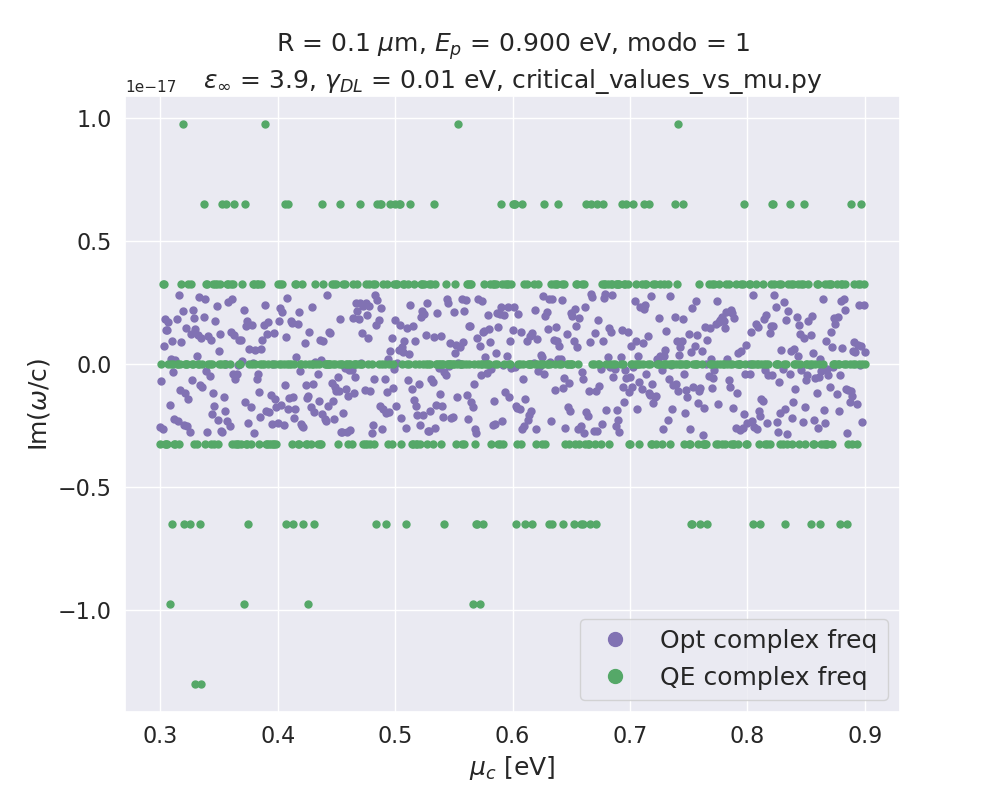 R = 0.1 μm, E_p = 0.900 eV, modo = 1
ε_∞ = 3.9, γ_DL = 0.01 eV, critical_values_vs_mu.py
1e−17
1.0
0.5
0.0
−0.5
−1.0
Im(ω/c)
Opt complex freq
QE complex freq
0.3 0.4 0.5 0.6 0.7 0.8 0.9
μ_c [eV]